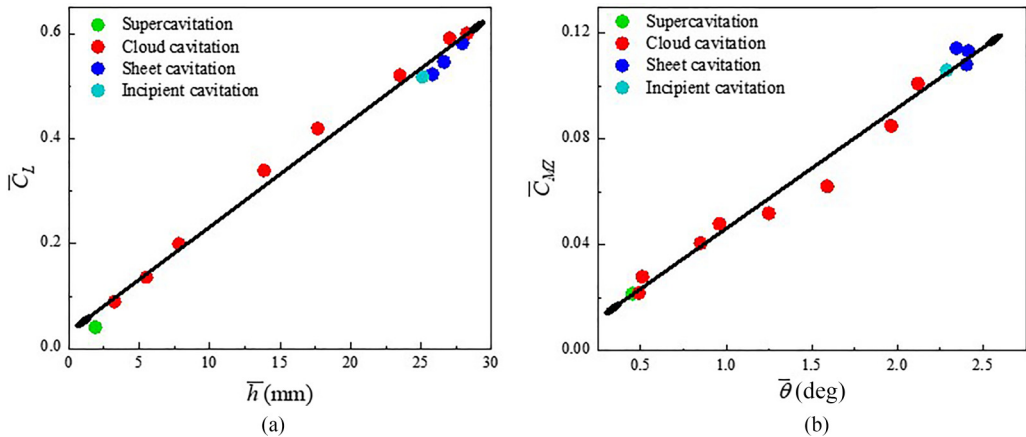 0.6
0.4
0.2
0.0
C̅_L
Supercavitation
Cloud cavitation
Sheet cavitation
Incipient cavitation
0 5 10 15 20 25 30
h̅ (mm)
(a)
0.12
0.08
0.04
0.00
C̅_MZ
Supercavitation
Cloud cavitation
Sheet cavitation
Incipient cavitation
0.5 1.0 1.5 2.0 2.5
θ̅ (deg)
(b)